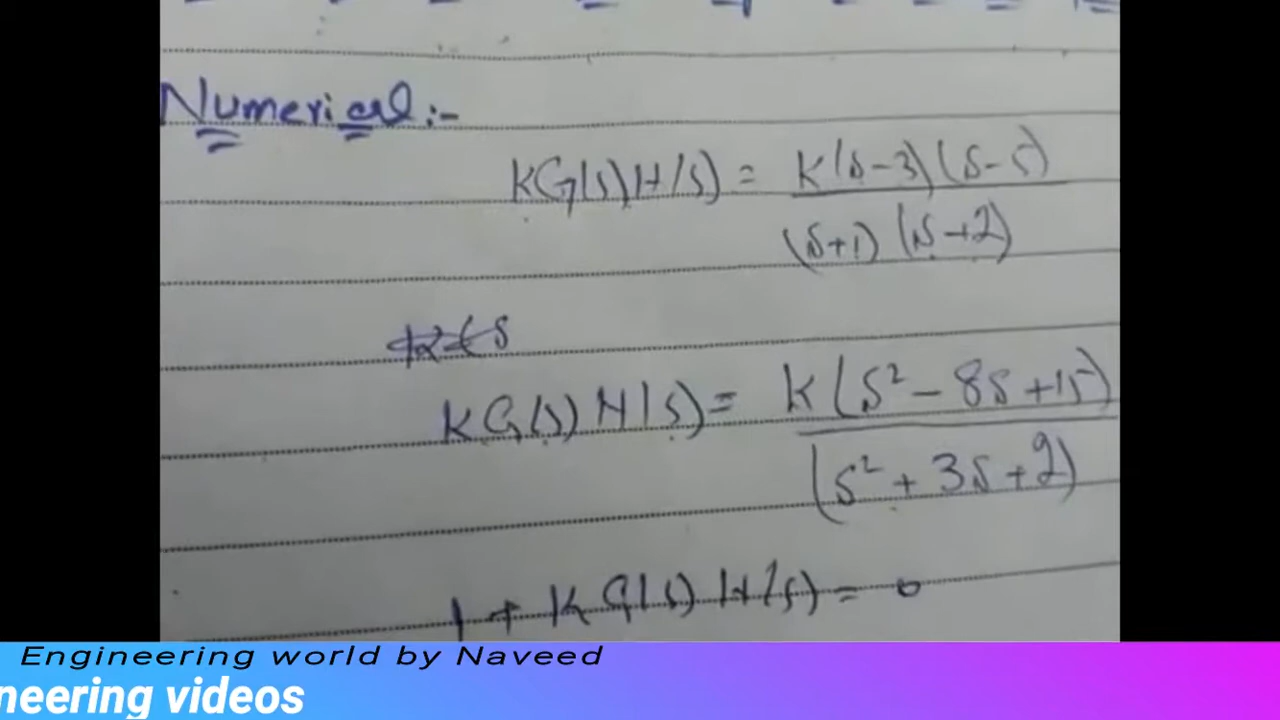 Numerical :-
KG(s)H(s) = K(s-3)(s-5)
(s+1)(s+2)
KG(s)H(s) = K(s² - 8s + 15)
(s² + 3s + 2)
1 + KG(s)H(s) = 0
Engineering world by Naveed
neering videos